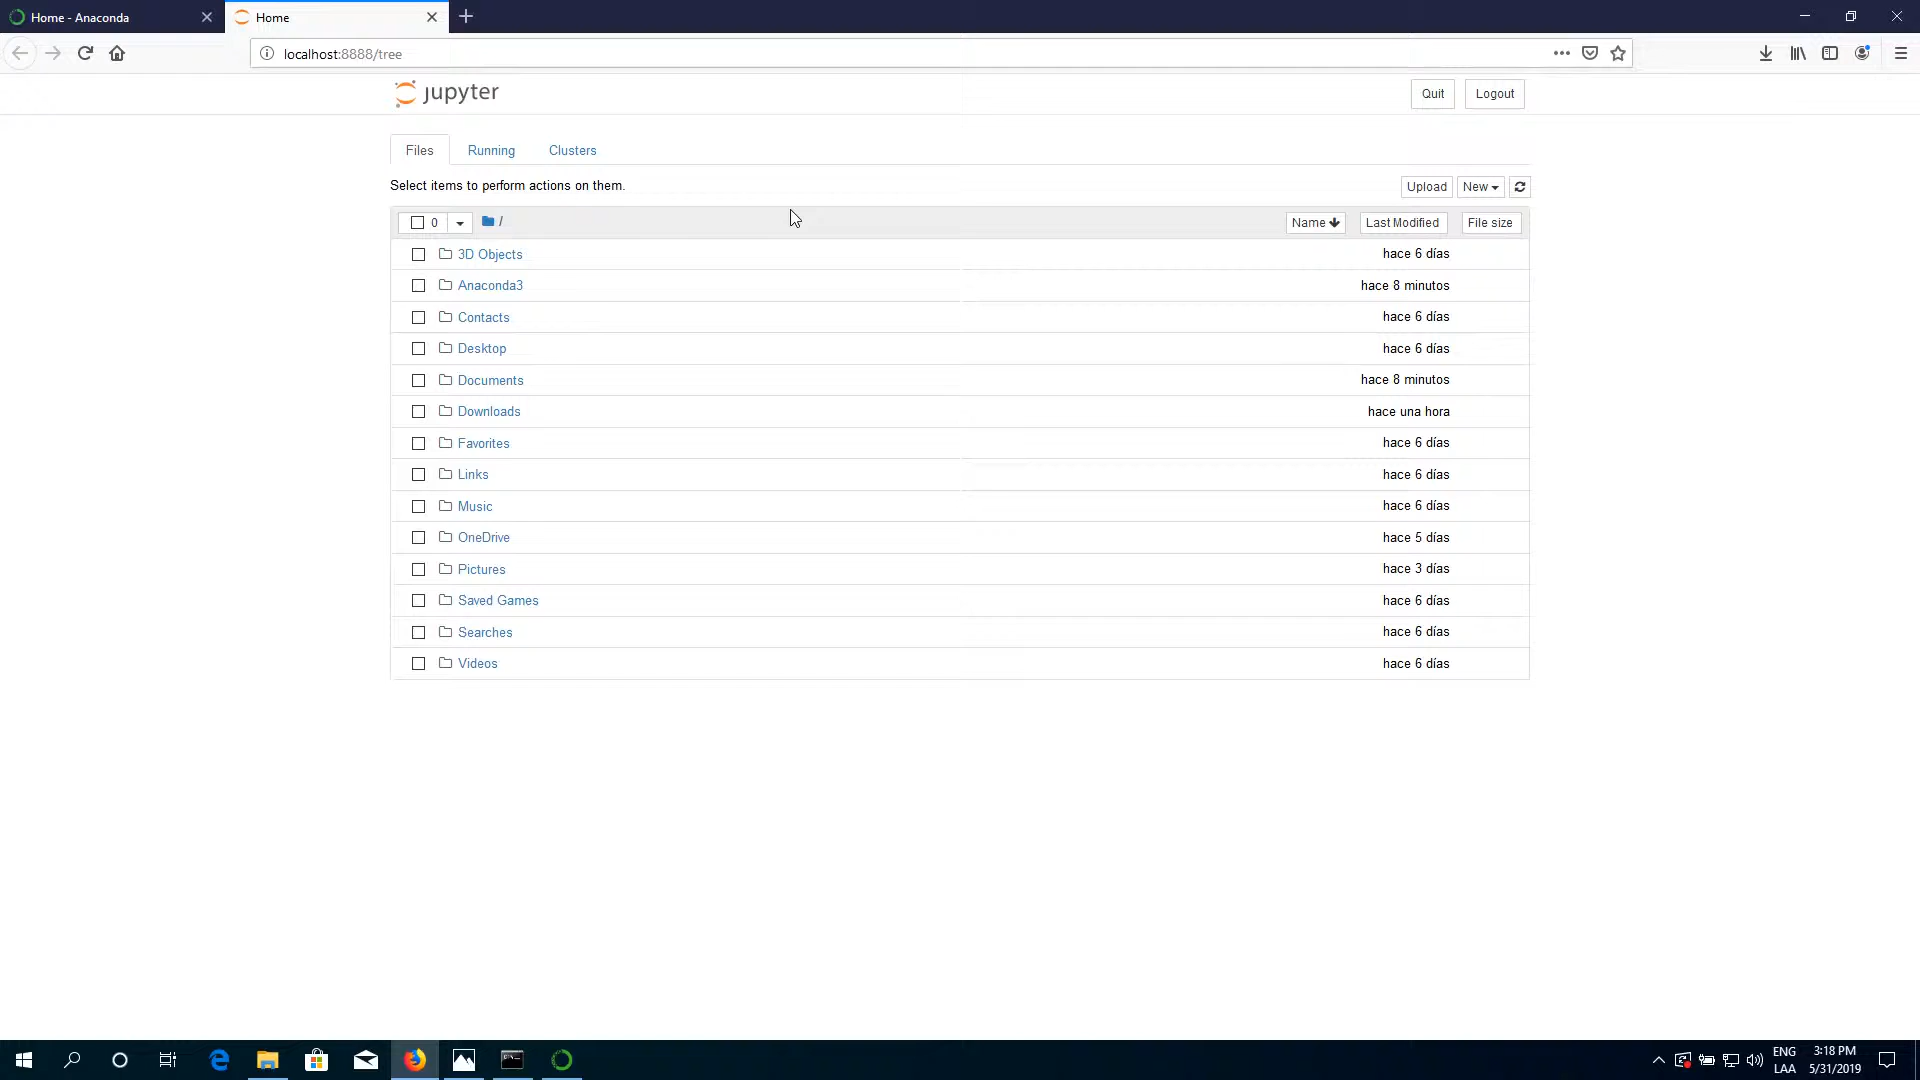 Home - Anaconda
Home
localhost:8888/tree
jupyter
Quit
Logout
Files
Running
Clusters
Select items to perform actions on them.
Upload
New
0
/
Name
Last Modified
File size
3D Objects
hace 6 días
Anaconda3
hace 8 minutos
Contacts
hace 6 días
Desktop
hace 6 días
Documents
hace 8 minutos
Downloads
hace una hora
Favorites
hace 6 días
Links
hace 6 días
Music
hace 6 días
OneDrive
hace 5 días
Pictures
hace 3 días
Saved Games
hace 6 días
Searches
hace 6 días
Videos
hace 6 días
ENG
LAA
3:18 PM
5/31/2019